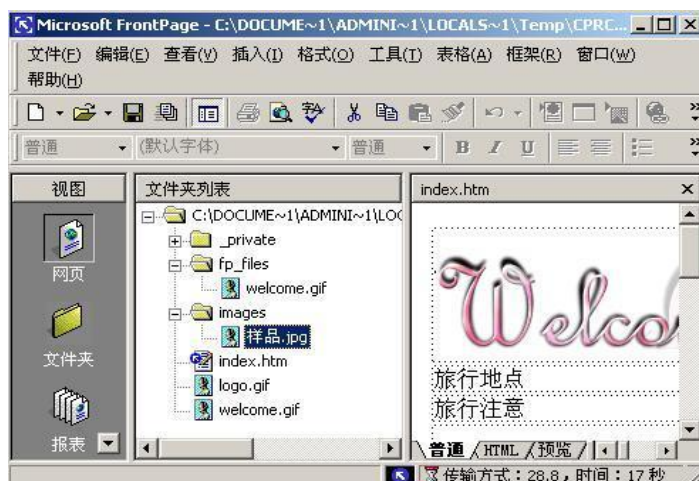 Microsoft FrontPage - C:\DOCUME~1\ADMINI~1\LOCALS~1\Temp\CPRC...
文件(F) 编辑(E) 查看(V) 插入(I) 格式(O) 工具(T) 表格(A) 框架(R) 窗口(W)
帮助(H)
普通 (默认字体) 普通 B I U
视图
网页
文件夹
报表
文件夹列表
C:\DOCUME~1\ADMINI~1\LOC
_private
fp_files
welcome.gif
images
样品.jpg
index.htm
logo.gif
welcome.gif
index.htm
Welco
旅行地点
旅行注意
普通 HTML 预览
传输方式：28.8，时间：17 秒